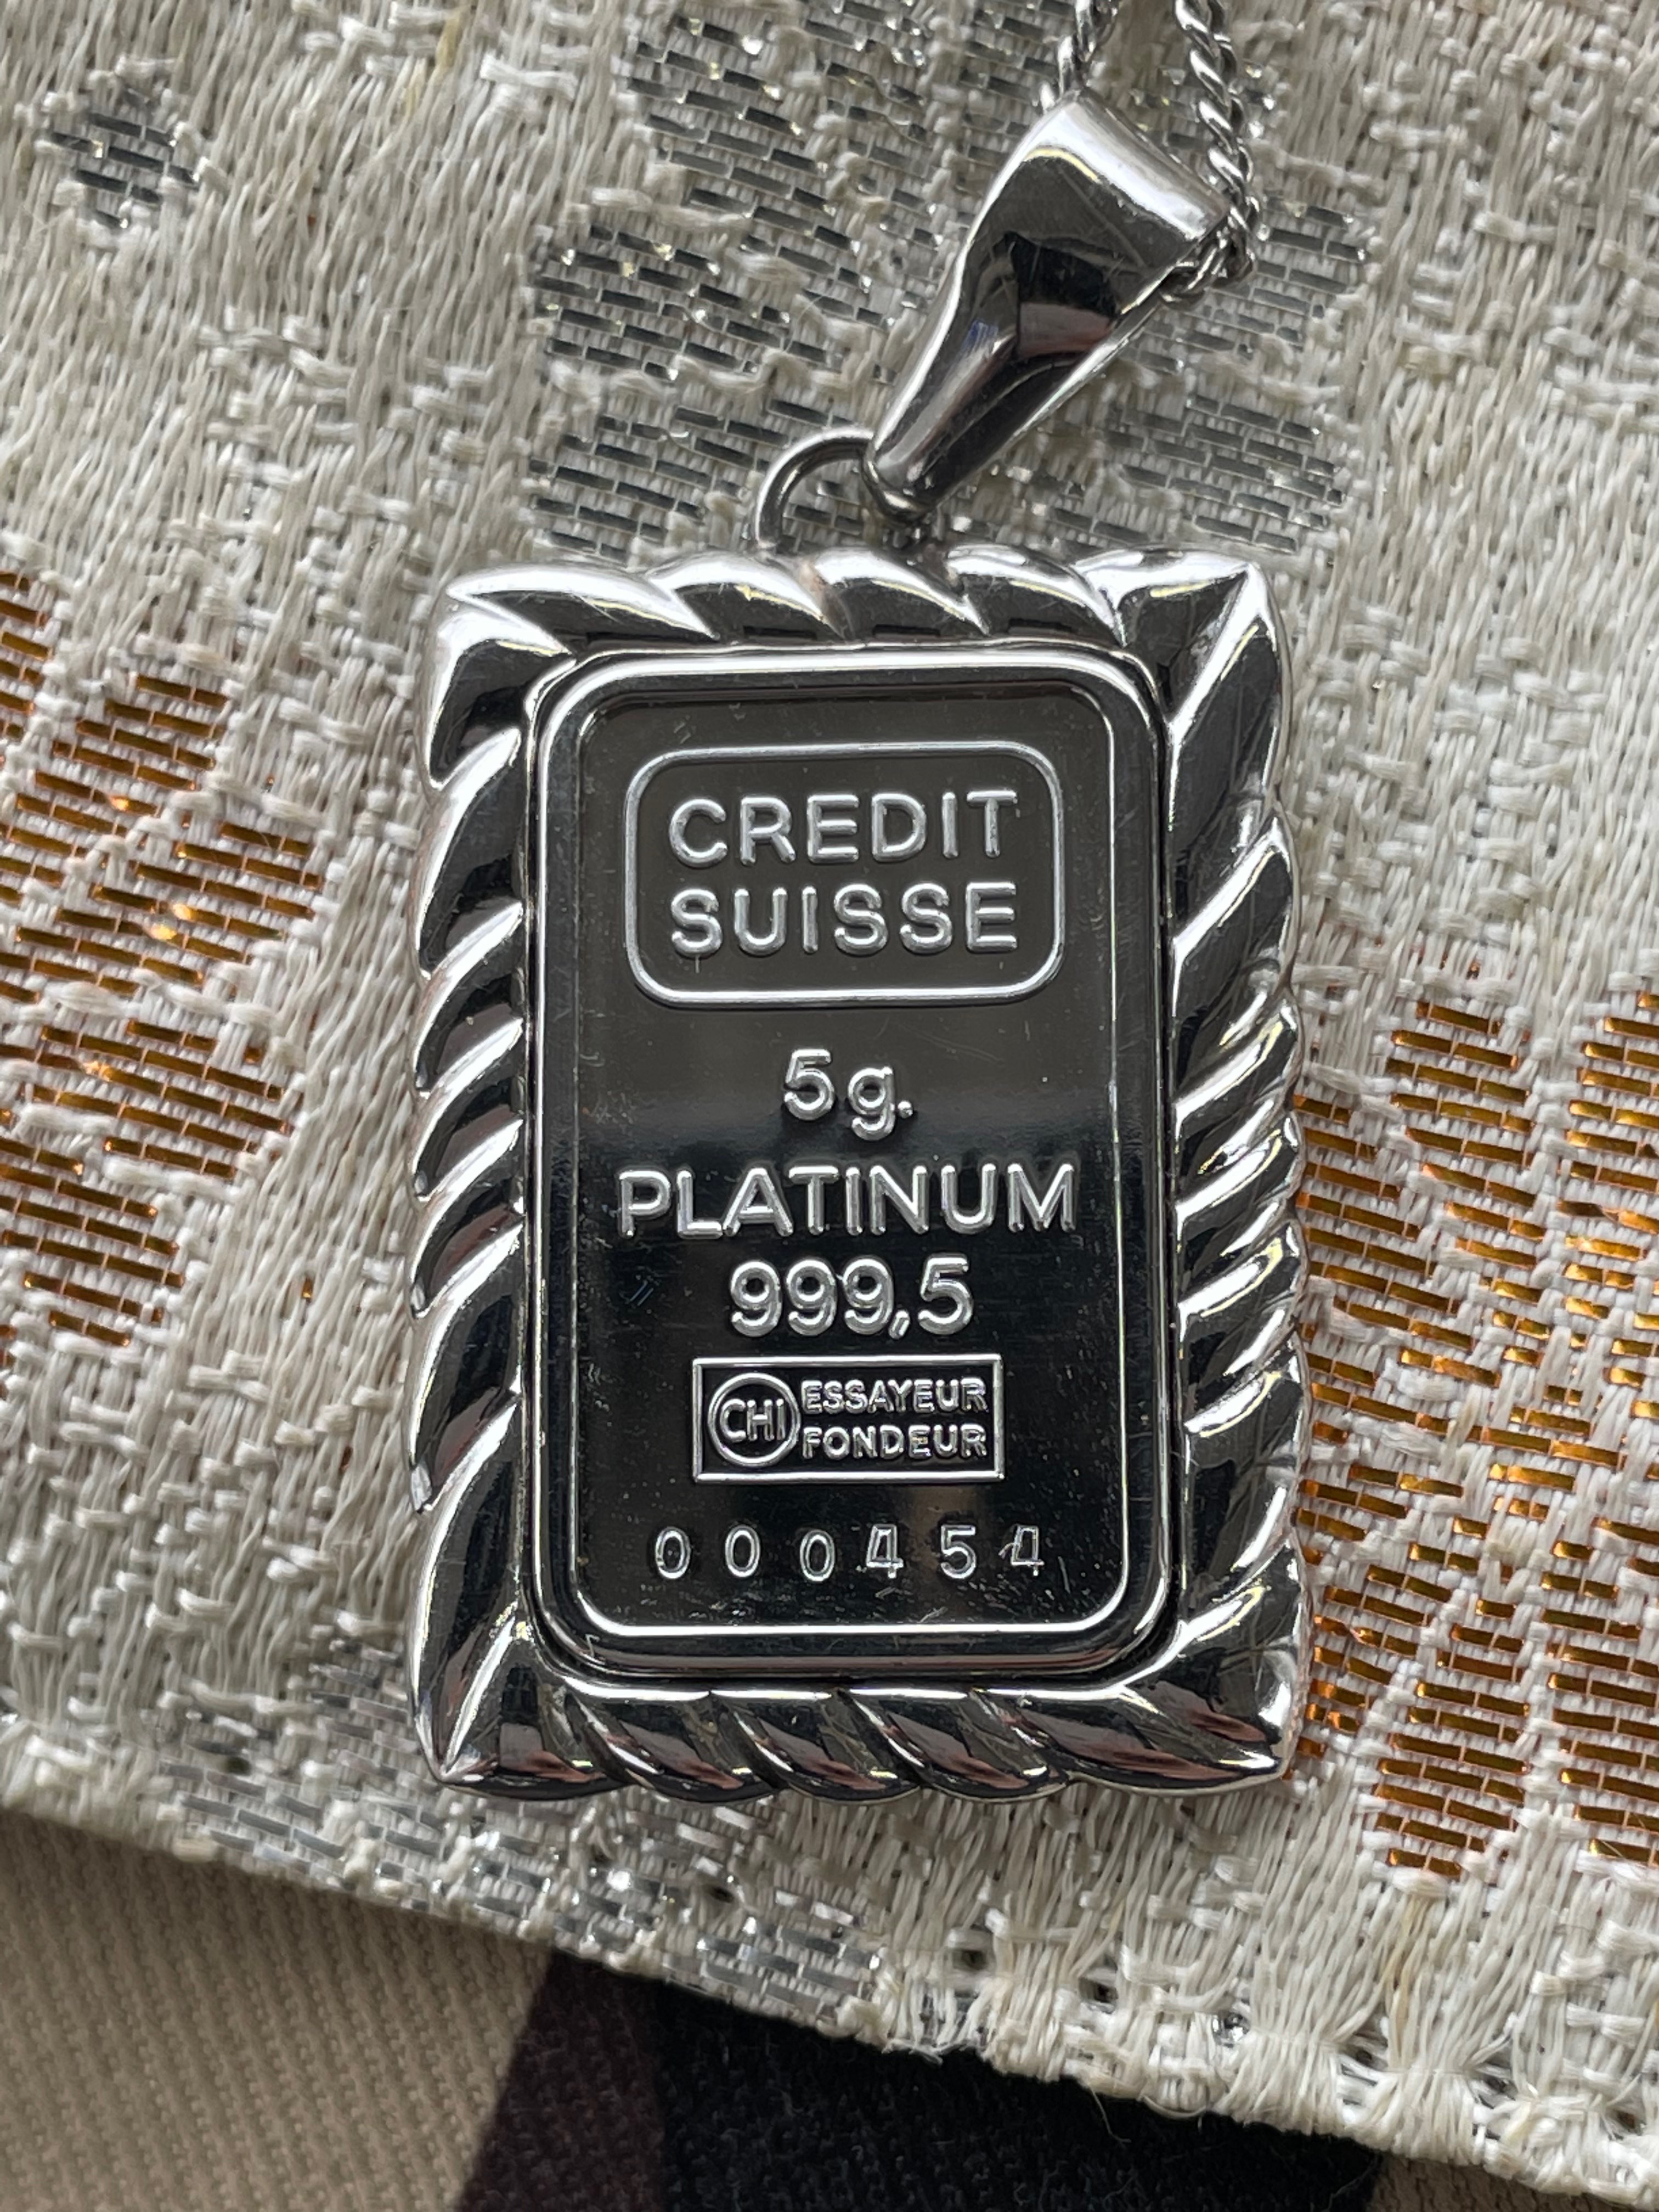 CREDIT
SUISSE
5g.
PLATINUM
999,5
CHI ESSAYEUR
FONDEUR
000454